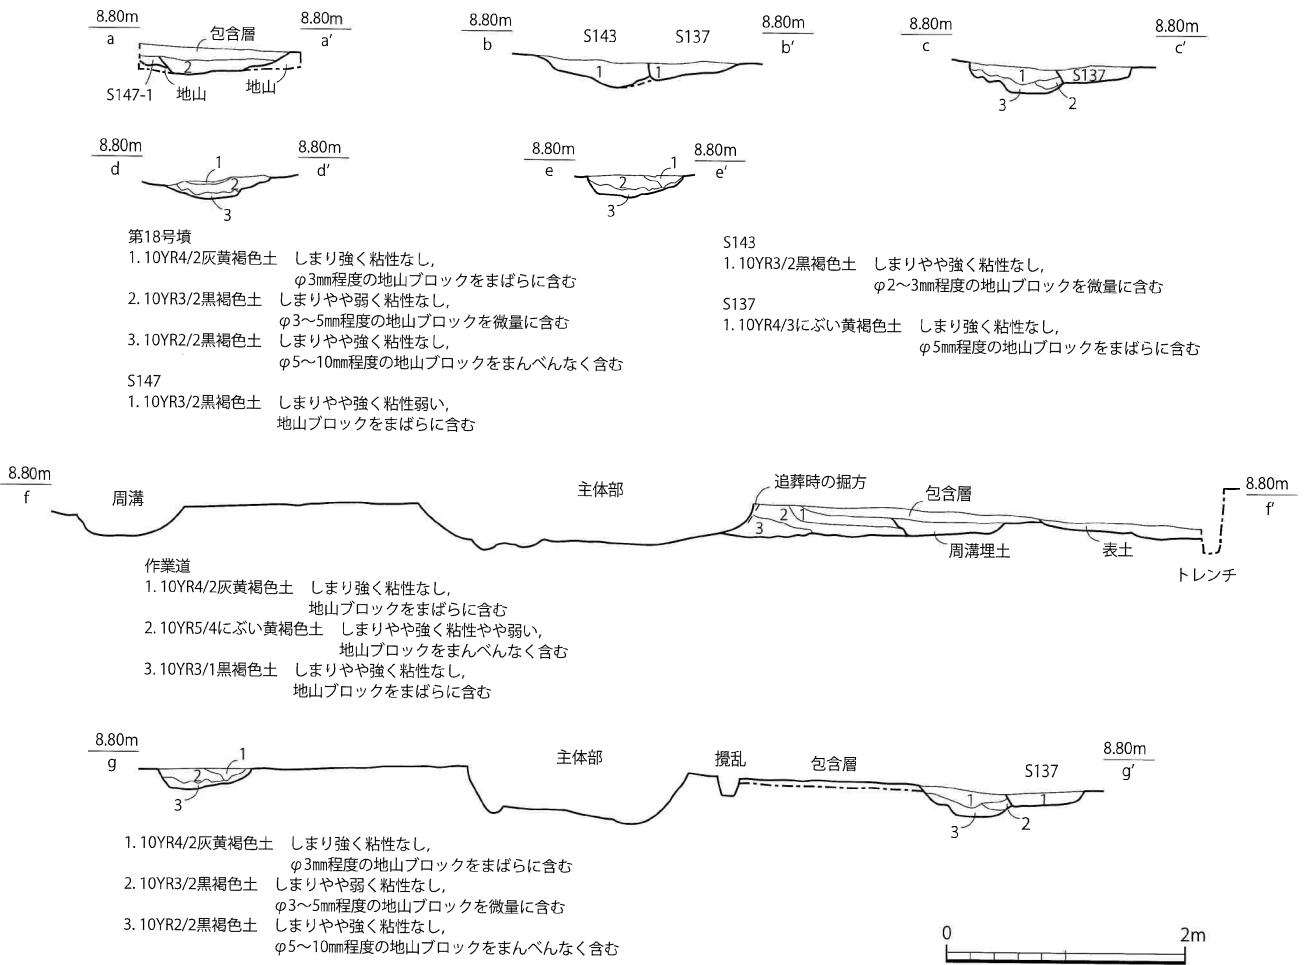 8.80m
a
8.80m
a′
包含層
2
S147-1
地山
地山
8.80m
b
S143
S137
8.80m
b′
1
1
8.80m
c
8.80m
c′
1
S137
3
2
8.80m
d
8.80m
d′
1
2
3
8.80m
e
8.80m
e′
1
2
3
第18号墳
1. 10YR4/2灰黄褐色土 しまり強く粘性なし,
φ3㎜程度の地山ブロックをまばらに含む
2. 10YR3/2黒褐色土 しまりやや弱く粘性なし,
φ3〜5㎜程度の地山ブロックを微量に含む
3. 10YR2/2黒褐色土 しまりやや強く粘性なし,
φ5〜10㎜程度の地山ブロックをまんべんなく含む
S147
1. 10YR3/2黒褐色土 しまりやや強く粘性弱い,
地山ブロックをまばらに含む
S143
1. 10YR3/2黒褐色土 しまりやや強く粘性なし,
φ2〜3㎜程度の地山ブロックを微量に含む
S137
1. 10YR4/3にぶい黄褐色土 しまり強く粘性なし,
φ5㎜程度の地山ブロックをまばらに含む
8.80m
f
周溝
主体部
追葬時の掘方
包含層
8.80m
f′
2
1
3
周溝埋土
表土
トレンチ
作業道
1. 10YR4/2灰黄褐色土 しまり強く粘性なし,
地山ブロックをまばらに含む
2. 10YR5/4にぶい黄褐色土 しまりやや強く粘性やや弱い,
地山ブロックをまんべんなく含む
3. 10YR3/1黒褐色土 しまりやや強く粘性なし,
地山ブロックをまばらに含む
8.80m
g
1
2
3
主体部
攪乱
包含層
S137
8.80m
g′
1
1
3
2
1. 10YR4/2灰黄褐色土 しまり強く粘性なし,
φ3㎜程度の地山ブロックをまばらに含む
2. 10YR3/2黒褐色土 しまりやや弱く粘性なし,
φ3〜5㎜程度の地山ブロックを微量に含む
3. 10YR2/2黒褐色土 しまりやや強く粘性なし,
φ5〜10㎜程度の地山ブロックをまんべんなく含む
0
2m